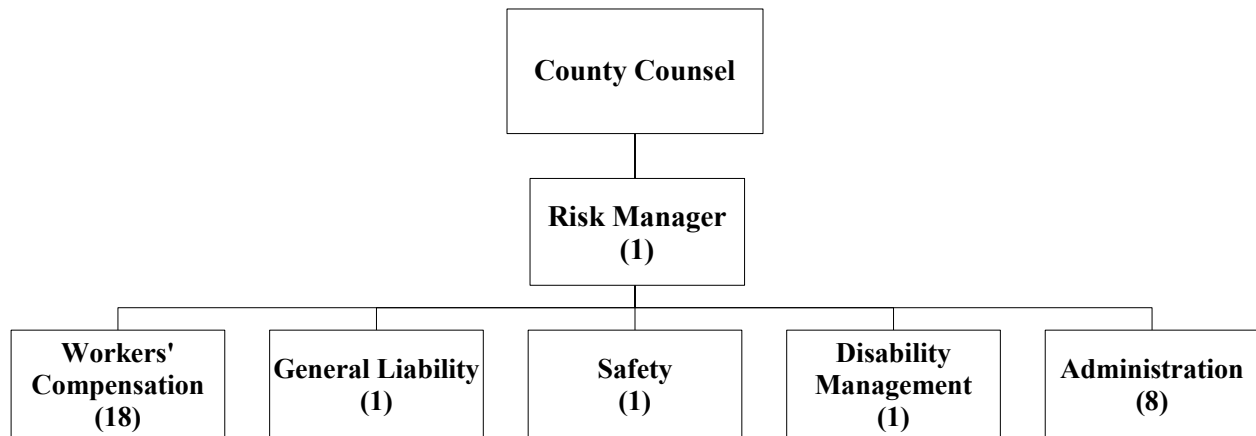 County Counsel
Risk Manager
(1)
Workers'
Compensation
(18)
General Liability
(1)
Safety
(1)
Disability
Management
(1)
Administration
(8)